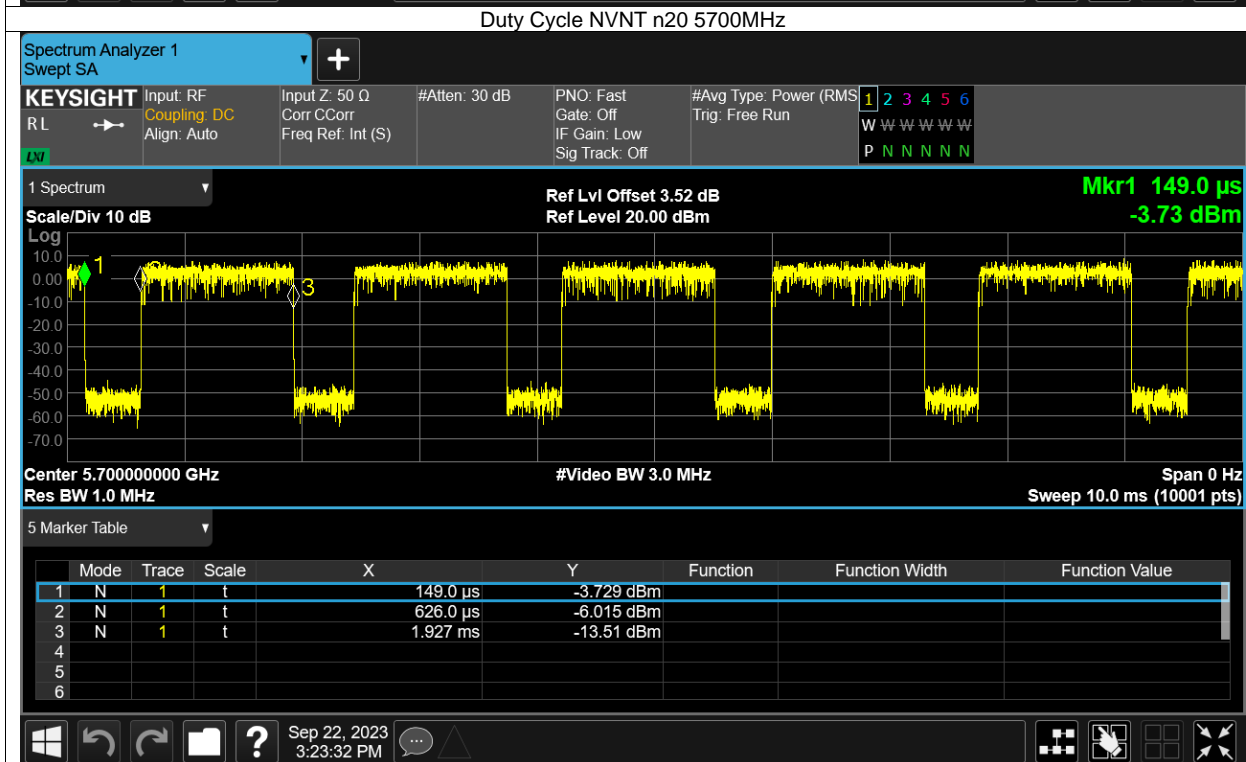 Duty Cycle NVNT n20 5700MHz
Spectrum Analyzer 1
Swept SA
+
KEYSIGHT Input: RF Input Z: 50 Ω #Atten: 30 dB PNO: Fast #Avg Type: Power (RMS 1 2 3 4 5 6
RL Coupling: DC Corr CCorr Gate: Off Trig: Free Run W W W W W W
Align: Auto Freq Ref: Int (S) IF Gain: Low P N N N N N
LXI Sig Track: Off
1 Spectrum Ref Lvl Offset 3.52 dB Mkr1 149.0 µs
Scale/Div 10 dB Ref Level 20.00 dBm -3.73 dBm
Log
10.0
0.00
-10.0
-20.0
-30.0
-40.0
-50.0
-60.0
-70.0
1
2
3
Center 5.700000000 GHz #Video BW 3.0 MHz Span 0 Hz
Res BW 1.0 MHz Sweep 10.0 ms (10001 pts)
5 Marker Table
Mode Trace Scale X Y Function Function Width Function Value
1 N 1 t 149.0 µs -3.729 dBm
2 N 1 t 626.0 µs -6.015 dBm
3 N 1 t 1.927 ms -13.51 dBm
4
5
6
? Sep 22, 2023
3:23:32 PM